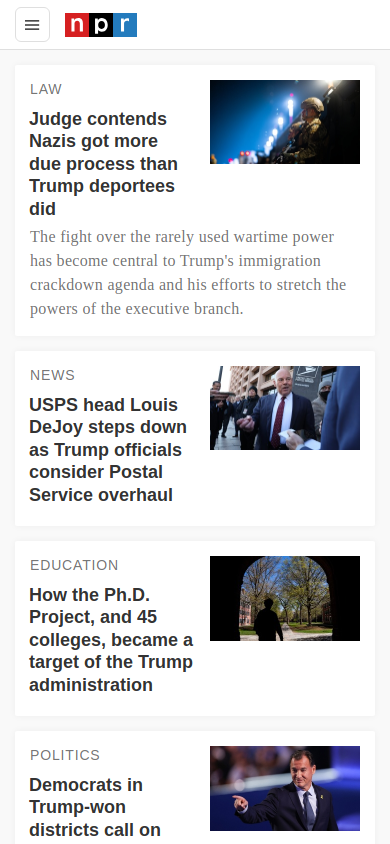 npr
LAW
Judge contends
Nazis got more
due process than
Trump deportees
did
The fight over the rarely used wartime power
has become central to Trump's immigration
crackdown agenda and his efforts to stretch the
powers of the executive branch.
NEWS
USPS head Louis
DeJoy steps down
as Trump officials
consider Postal
Service overhaul
EDUCATION
How the Ph.D.
Project, and 45
colleges, became a
target of the Trump
administration
POLITICS
Democrats in
Trump-won
districts call on